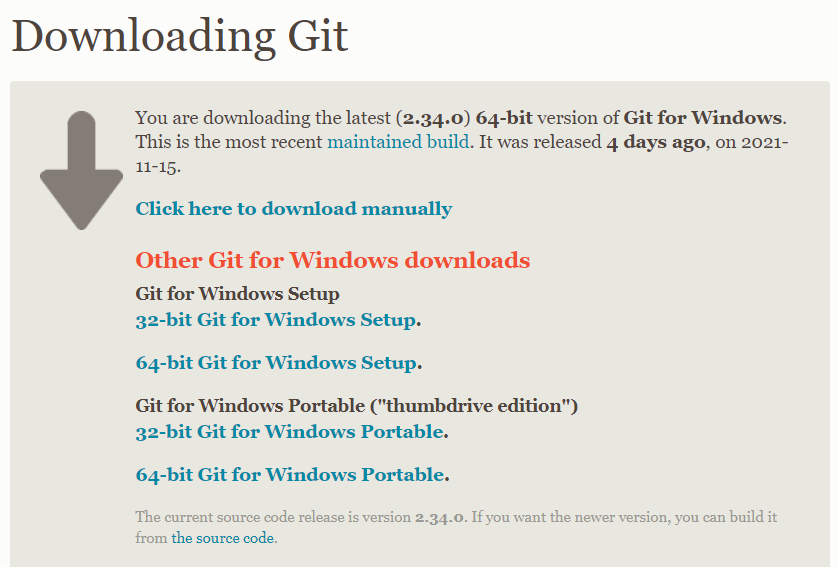 Downloading Git
You are downloading the latest (2.34.0) 64-bit version of Git for Windows.
This is the most recent maintained build. It was released 4 days ago, on 2021-
11-15.
Click here to download manually
Other Git for Windows downloads
Git for Windows Setup
32-bit Git for Windows Setup.
64-bit Git for Windows Setup.
Git for Windows Portable ("thumbdrive edition")
32-bit Git for Windows Portable.
64-bit Git for Windows Portable.
The current source code release is version 2.34.0. If you want the newer version, you can build it
from the source code.